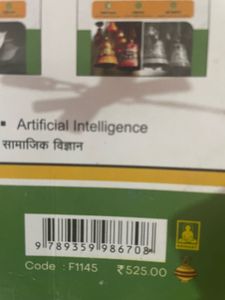 ▪ Artificial Intelligence
सामाजिक विज्ञान
9 789359 986708
Code : F1145 ₹525.00